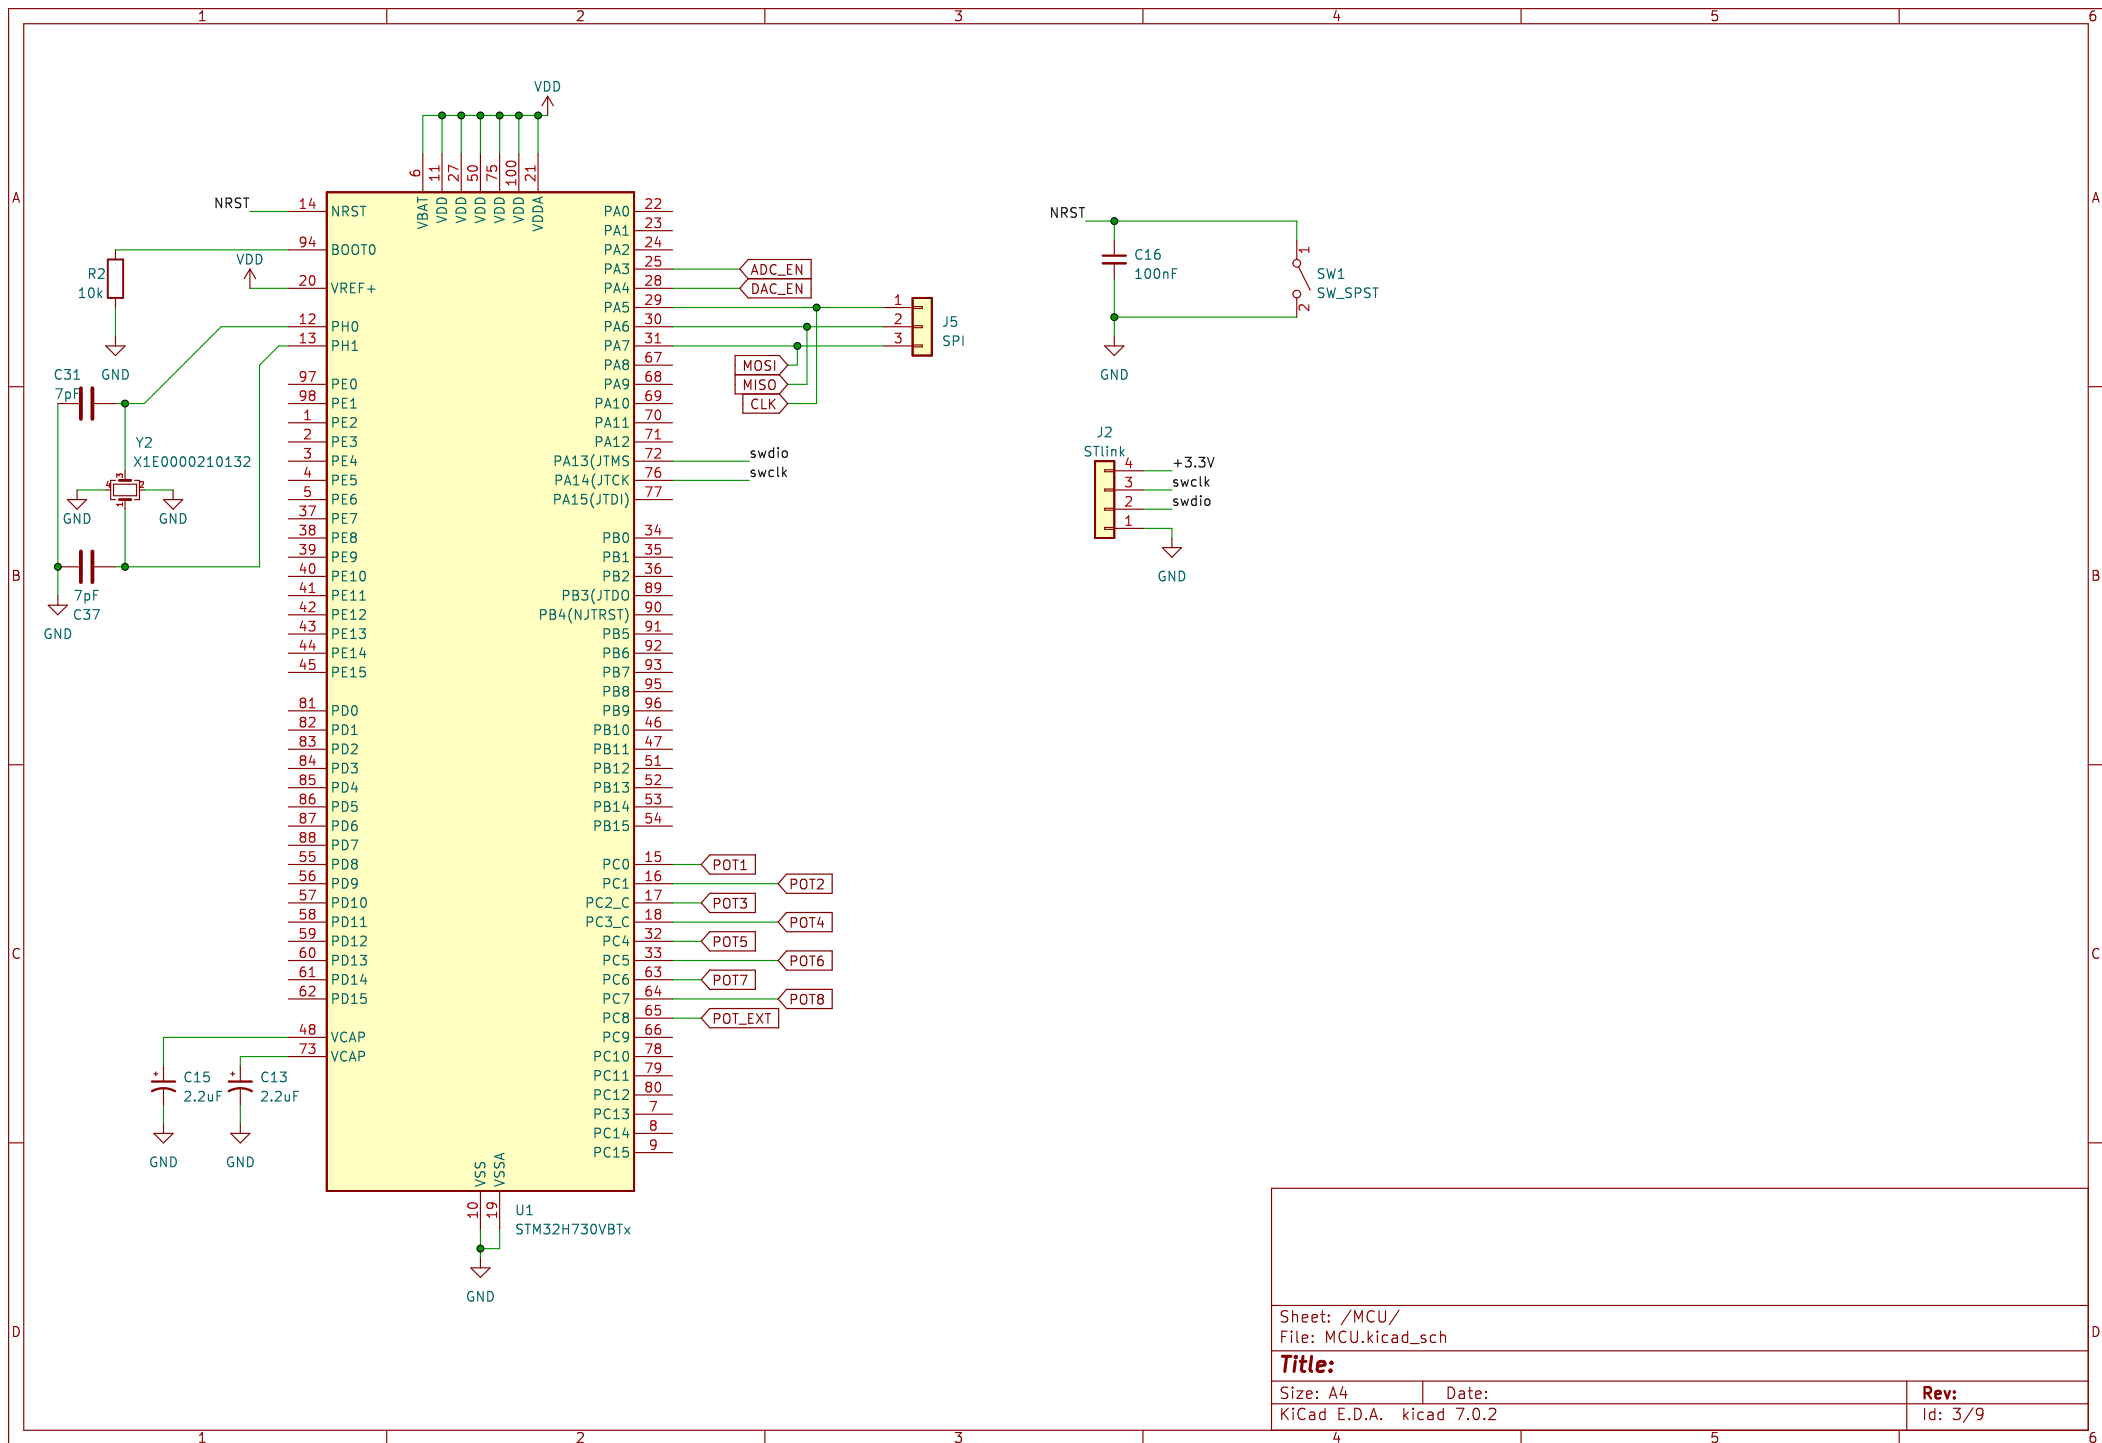 1 2 3 4 5 6
A
B
C
D
VDD
6 11 27 50 75 100 21
VBAT VDD VDD VDD VDD VDD VDDA
NRST 14 NRST
94 BOOT0
VDD
20 VREF+
R2
10k
GND
12 PH0
13 PH1
C31
7pF
Y2
X1E0000210132
3
4 2
1
GND GND
7pF
C37
GND
97 PE0
98 PE1
1 PE2
2 PE3
3 PE4
4 PE5
5 PE6
37 PE7
38 PE8
39 PE9
40 PE10
41 PE11
42 PE12
43 PE13
44 PE14
45 PE15
81 PD0
82 PD1
83 PD2
84 PD3
85 PD4
86 PD5
87 PD6
88 PD7
55 PD8
56 PD9
57 PD10
58 PD11
59 PD12
60 PD13
61 PD14
62 PD15
48 VCAP
73 VCAP
+ C15
2.2uF
GND
+ C13
2.2uF
GND
PA0 22
PA1 23
PA2 24
PA3 25 ADC_EN
PA4 28 DAC_EN
PA5 29 1
PA6 30 2
PA7 31 3
J5
SPI
PA8 67
MOSI
PA9 68
MISO
PA10 69
CLK
PA11 70
PA12 71
PA13(JTMS 72 swdio
PA14(JTCK 76 swclk
PA15(JTDI) 77
PB0 34
PB1 35
PB2 36
PB3(JTDO 89
PB4(NJTRST) 90
PB5 91
PB6 92
PB7 93
PB8 95
PB9 96
PB10 46
PB11 47
PB12 51
PB13 52
PB14 53
PB15 54
PC0 15 POT1
PC1 16 POT2
PC2_C 17 POT3
PC3_C 18 POT4
PC4 32 POT5
PC5 33 POT6
PC6 63 POT7
PC7 64 POT8
PC8 65 POT_EXT
PC9 66
PC10 78
PC11 79
PC12 80
PC13 7
PC14 8
PC15 9
VSS VSSA
10 19
U1
STM32H730VBTx
GND
NRST
C16
100nF
1
SW1
SW_SPST
2
GND
J2
STlink
4 +3.3V
3 swclk
2 swdio
1
GND
A
B
C
D
Sheet: /MCU/
File: MCU.kicad_sch
Title:
Size: A4 Date: Rev:
KiCad E.D.A. kicad 7.0.2 Id: 3/9
1 2 3 4 5 6